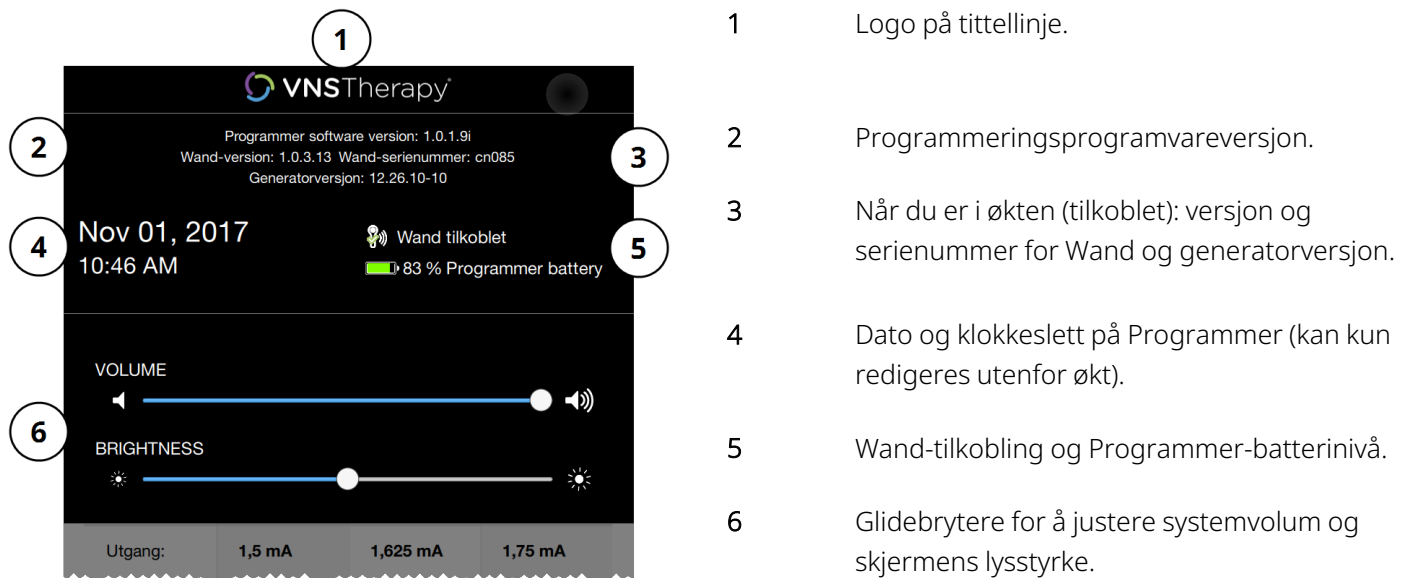 1
VNSTherapy®
2
Programmer software version: 1.0.1.9i
Wand-version: 1.0.3.13 Wand-serienummer: cn085
Generatorversjon: 12.26.10-10
3
4
Nov 01, 2017
10:46 AM
Wand tilkoblet
83 % Programmer battery
5
6
VOLUME
BRIGHTNESS
Utgang: 1,5 mA 1,625 mA 1,75 mA
1 Logo på tittellinje.
2 Programmeringsprogramvareversjon.
3 Når du er i økten (tilkoblet): versjon og
serienummer for Wand og generatorversjon.
4 Dato og klokkeslett på Programmer (kan kun
redigeres utenfor økt).
5 Wand-tilkobling og Programmer-batterinivå.
6 Glidebrytere for å justere systemvolum og
skjermens lysstyrke.